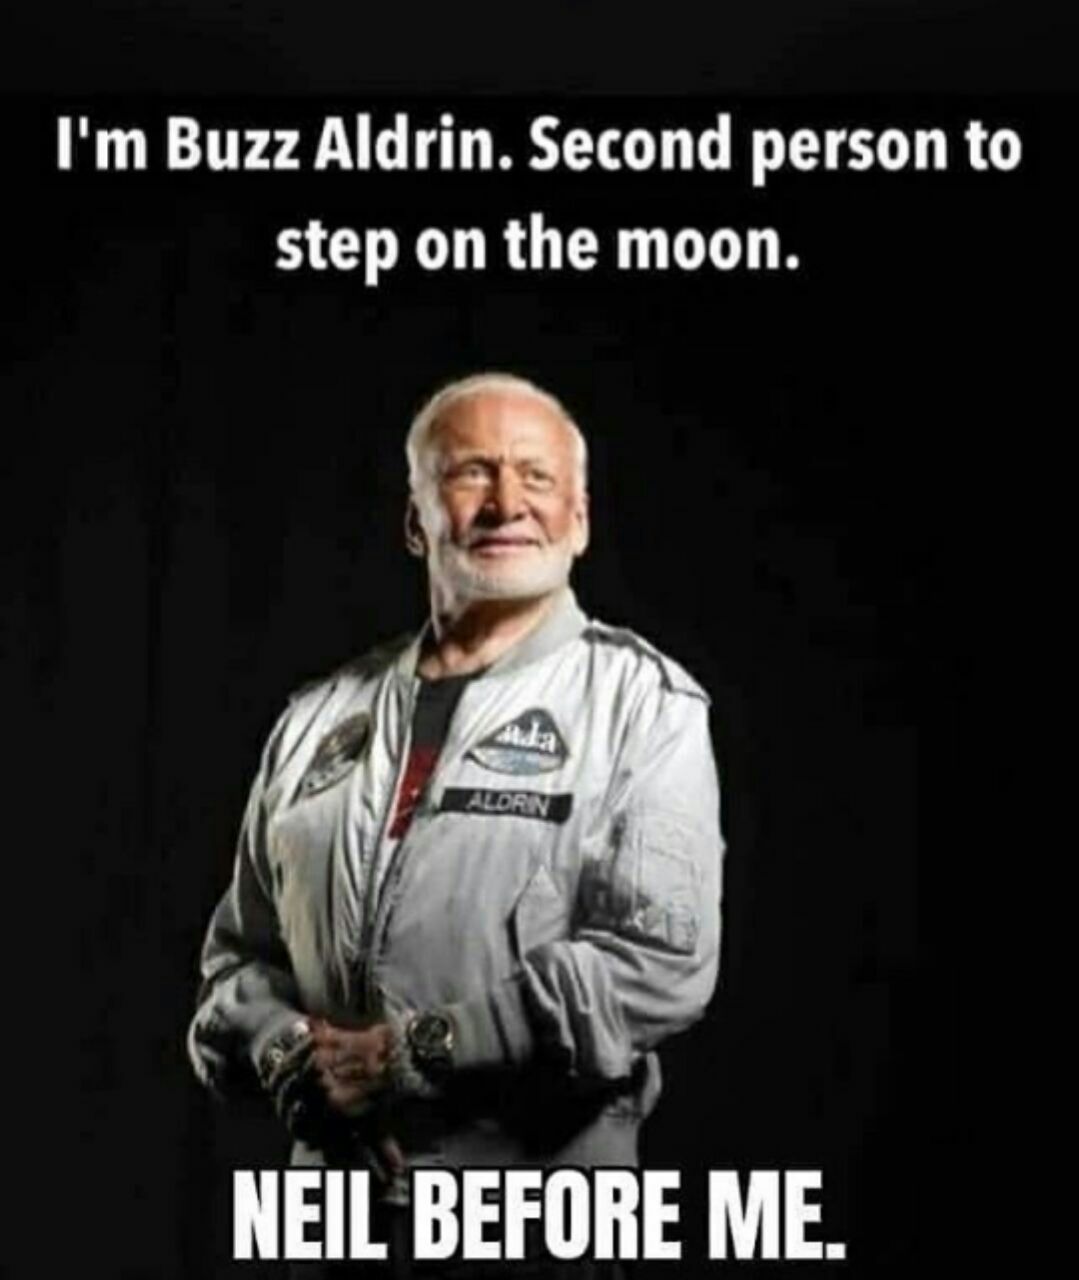 I'm Buzz Aldrin. Second person to
step on the moon.
a.d.a
ALDRIN
NEIL BEFORE ME.